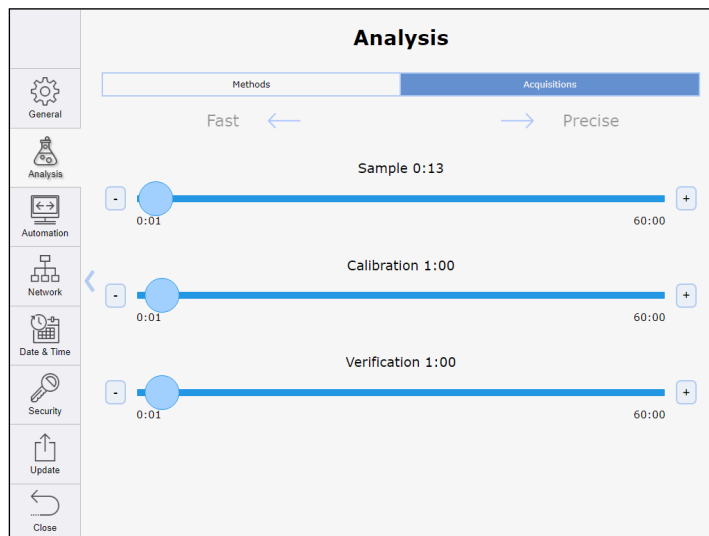 Analysis
General
Analysis
Automation
Network
Date & Time
Security
Update
Close
Methods
Acquisitions
Fast
Precise
Sample 0:13
-
+
0:01
60:00
Calibration 1:00
-
+
0:01
60:00
Verification 1:00
-
+
0:01
60:00